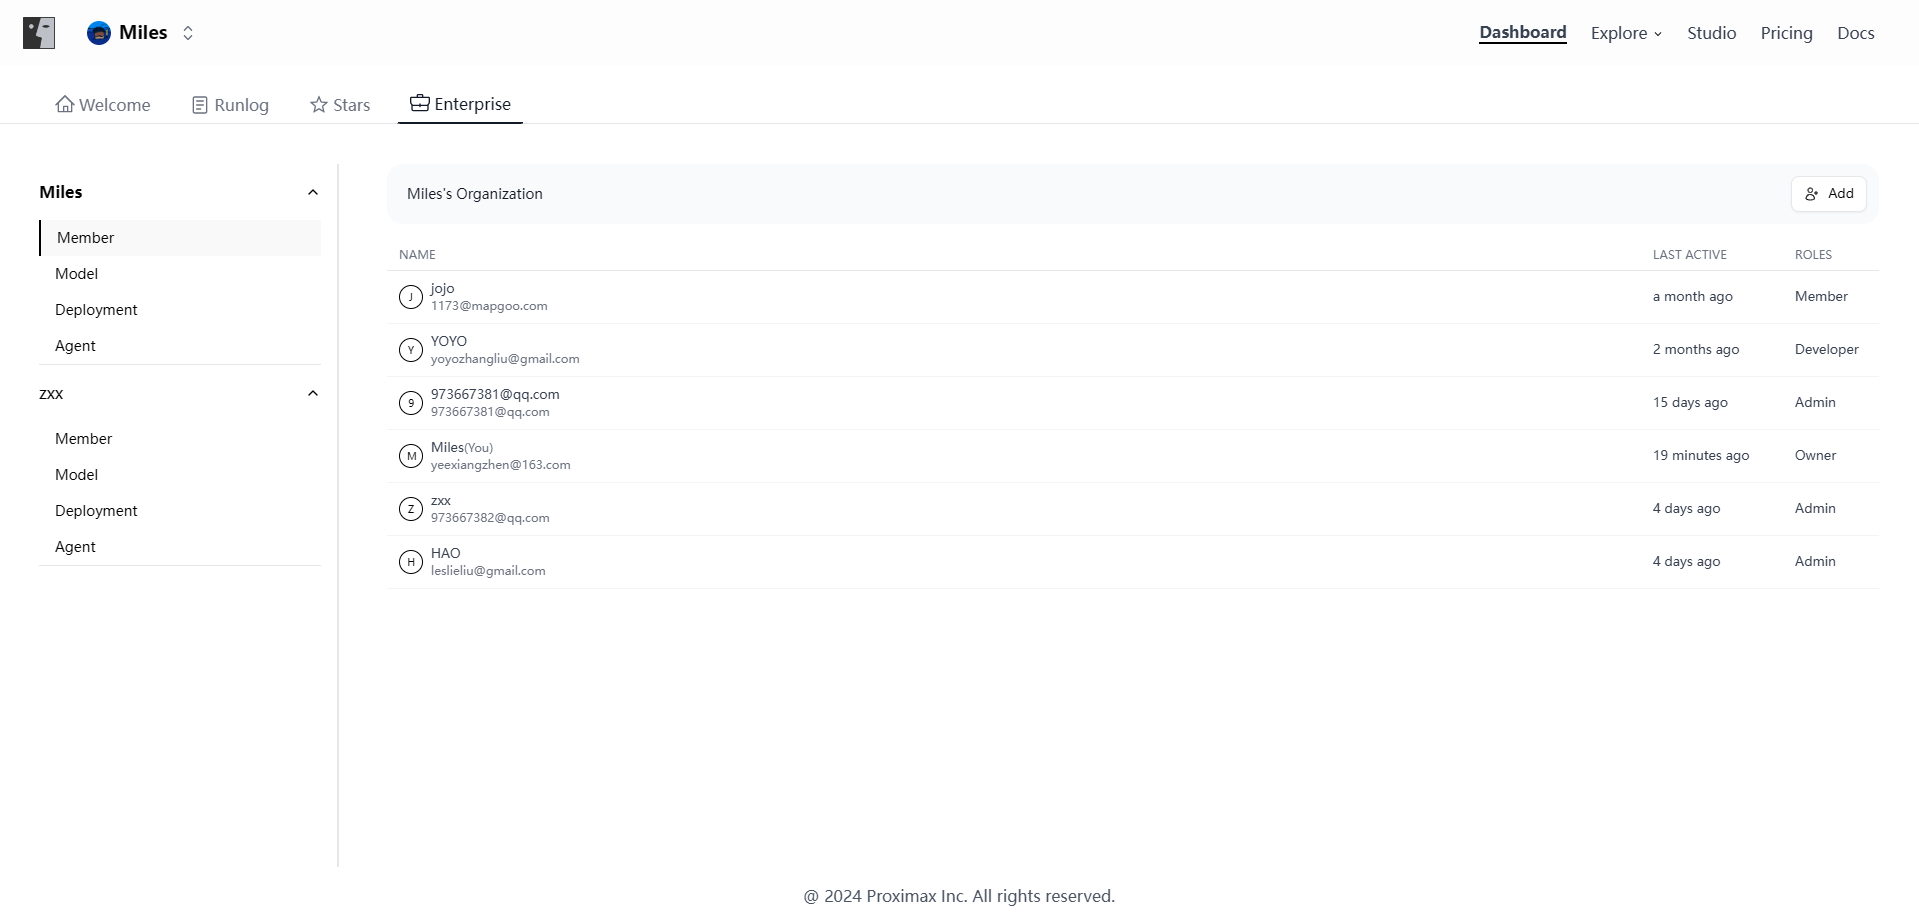 Miles
Dashboard Explore Studio Pricing Docs
Welcome Runlog Stars Enterprise
Miles
Member
Model
Deployment
Agent
zxx
Member
Model
Deployment
Agent
Miles's Organization Add
NAME LAST ACTIVE ROLES
J jojo a month ago Member
1173@mapgoo.com
Y YOYO 2 months ago Developer
yoyozhangliu@gmail.com
9 973667381@qq.com 15 days ago Admin
973667381@qq.com
M Miles(You) 19 minutes ago Owner
yeexiangzhen@163.com
Z zxx 4 days ago Admin
973667382@qq.com
H HAO 4 days ago Admin
leslieliu@gmail.com
@ 2024 Proximax Inc. All rights reserved.